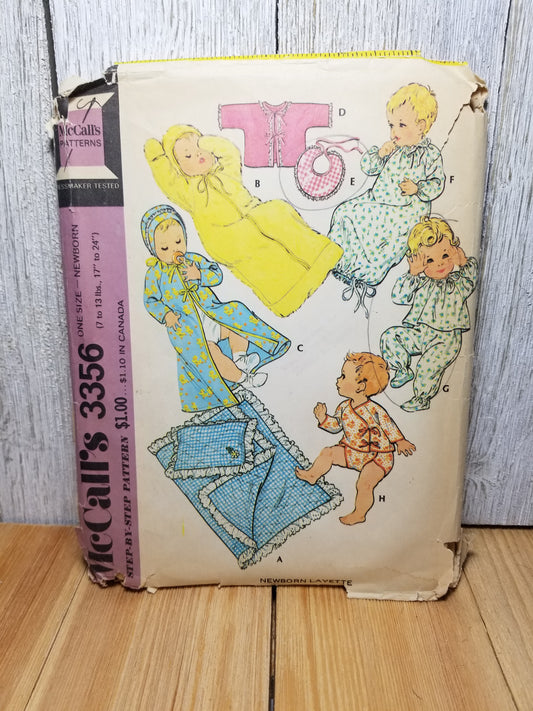 McCall's
PATTERNS
ESSMAKER TESTED
McCall's 3356
ONE SIZE — NEWBORN
(7 to 13 lbs., 17" to 24")
STEP-BY-STEP PATTERN $1.00... $1.10 IN CANADA
D
B
E
F
C
G
H
A
NEWBORN LAYETTE